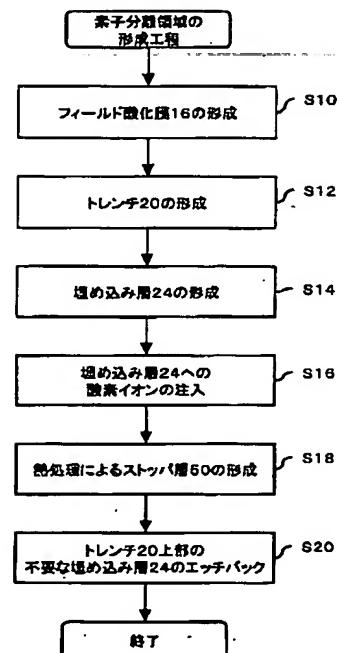 素子分離領域の
形成工程
フィールド酸化膜16の形成
S10
トレンチ20の形成
S12
埋め込み層24の形成
S14
埋め込み層24への
酸素イオンの注入
S16
熱処理によるストッパ層50の形成
S18
トレンチ20上部の
不要な埋め込み層24のエッチバック
S20
終了